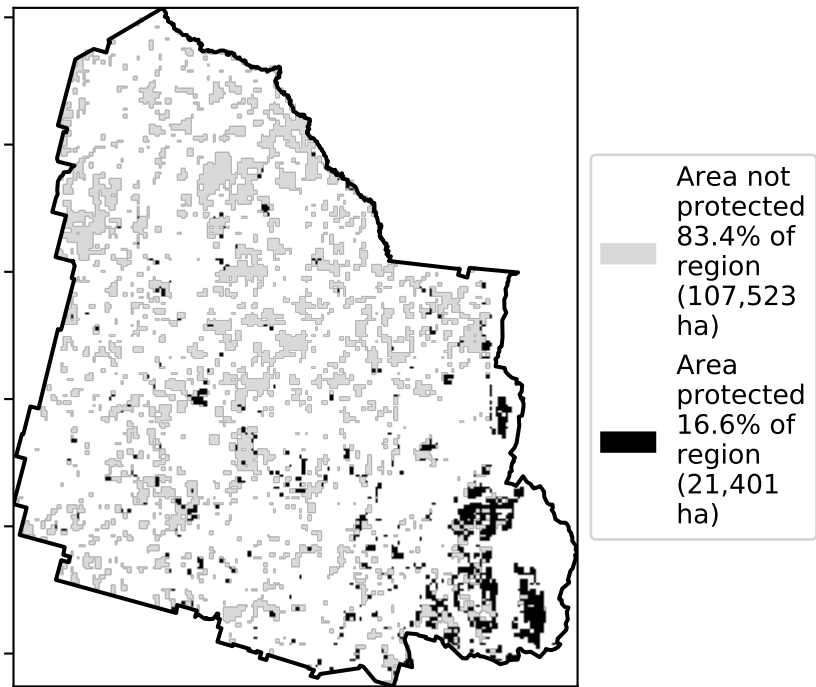 Area not
protected
83.4% of
region
(107,523
ha)
Area
protected
16.6% of
region
(21,401
ha)